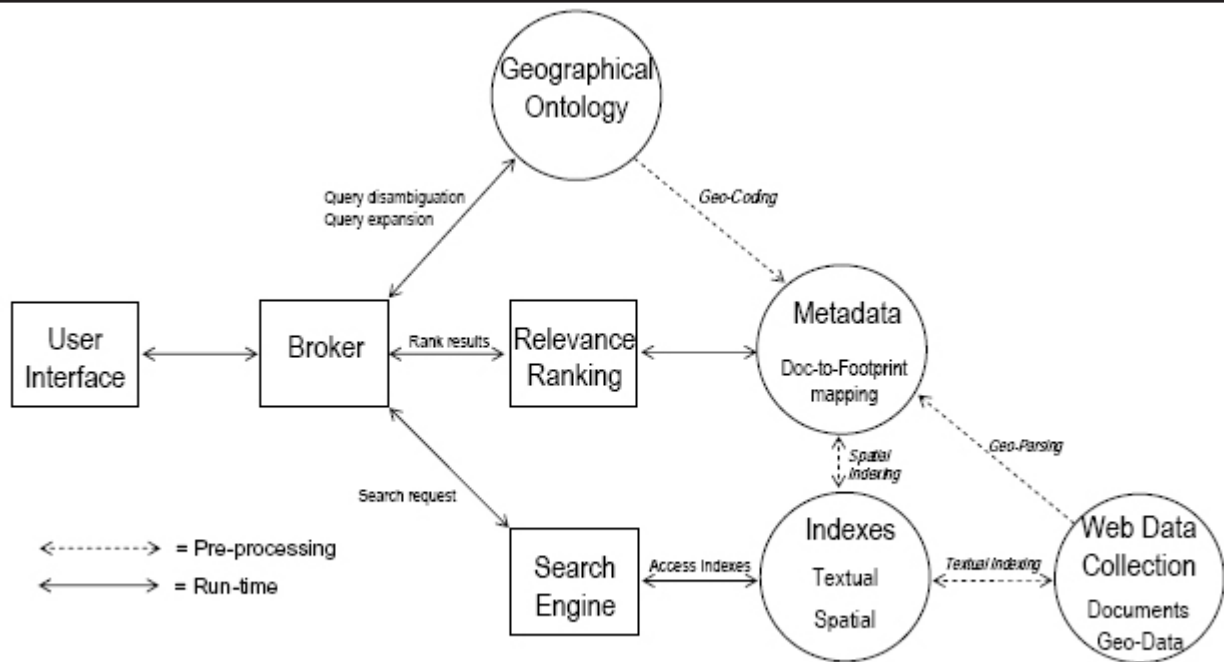 Geographical
Ontology
Query disambiguation
Query expansion
Geo-Coding
User
Interface
Broker
Rank results
Relevance
Ranking
Metadata
Doc-to-Footprint
mapping
Spatial
Indexing
Geo-Parsing
Search request
Search
Engine
Access Indexes
Indexes
Textual
Spatial
Textual Indexing
Web Data
Collection
Documents
Geo-Data
= Pre-processing
= Run-time